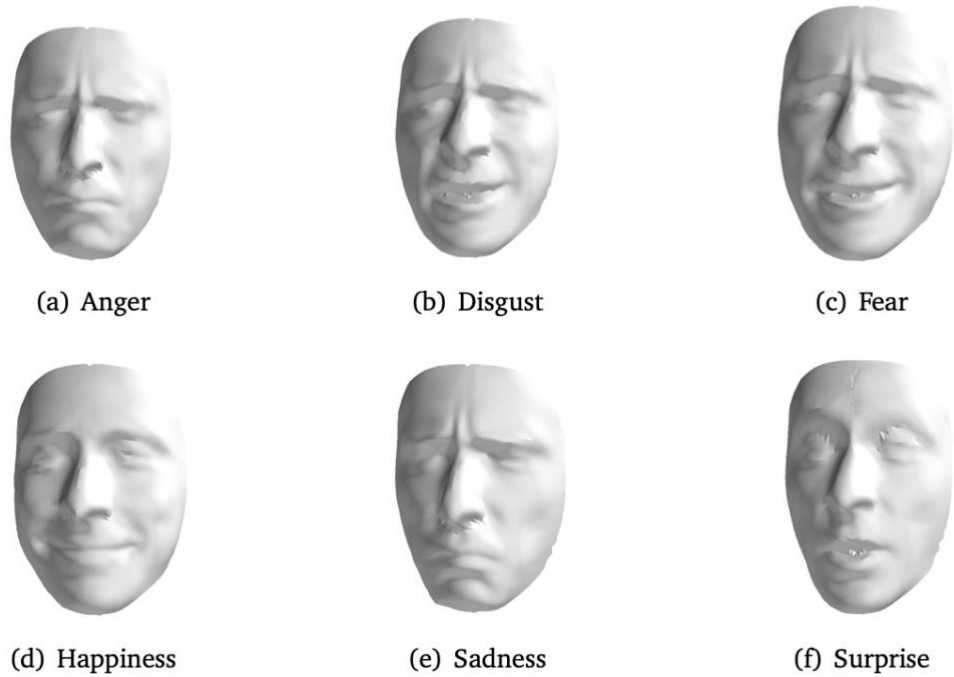 (a) Anger
(b) Disgust
(c) Fear
(d) Happiness
(e) Sadness
(f) Surprise